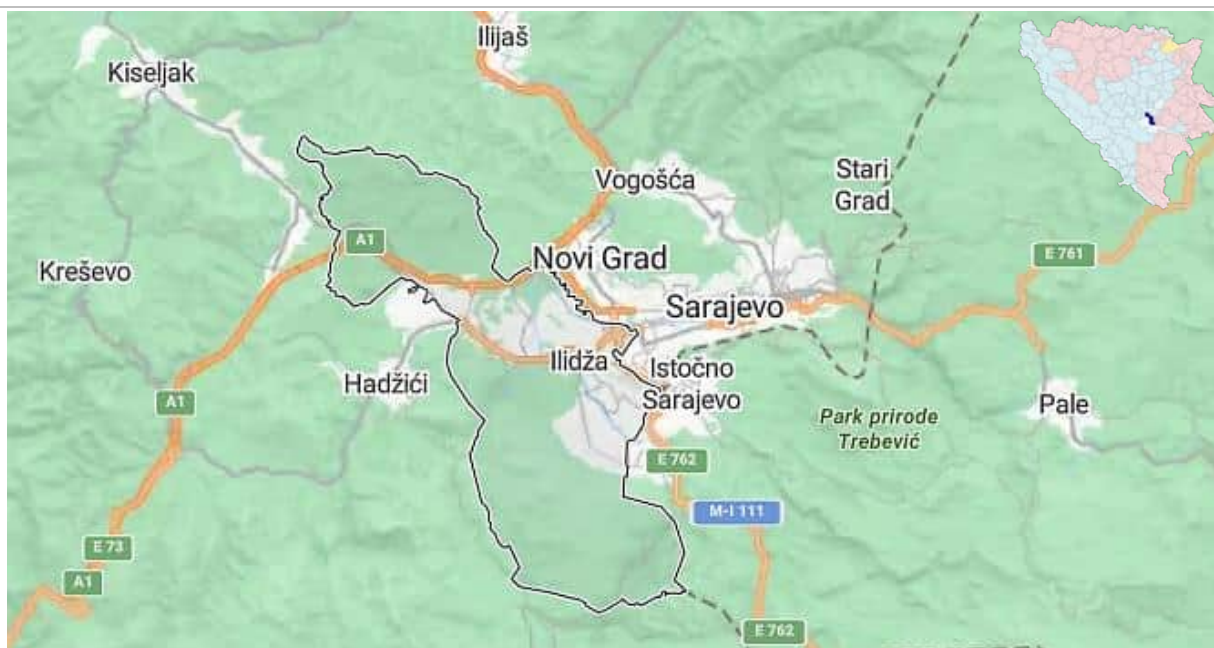 Ilijaš
Kiseljak
Vogošća
Stari
Grad
A1
Novi Grad
E 761
Kreševo
Sarajevo
Ilidža
Istočno
Sarajevo
Hadžići
A1
Park prirode
Trebević
Pale
E 762
M-I 111
E 73
A1
E 762